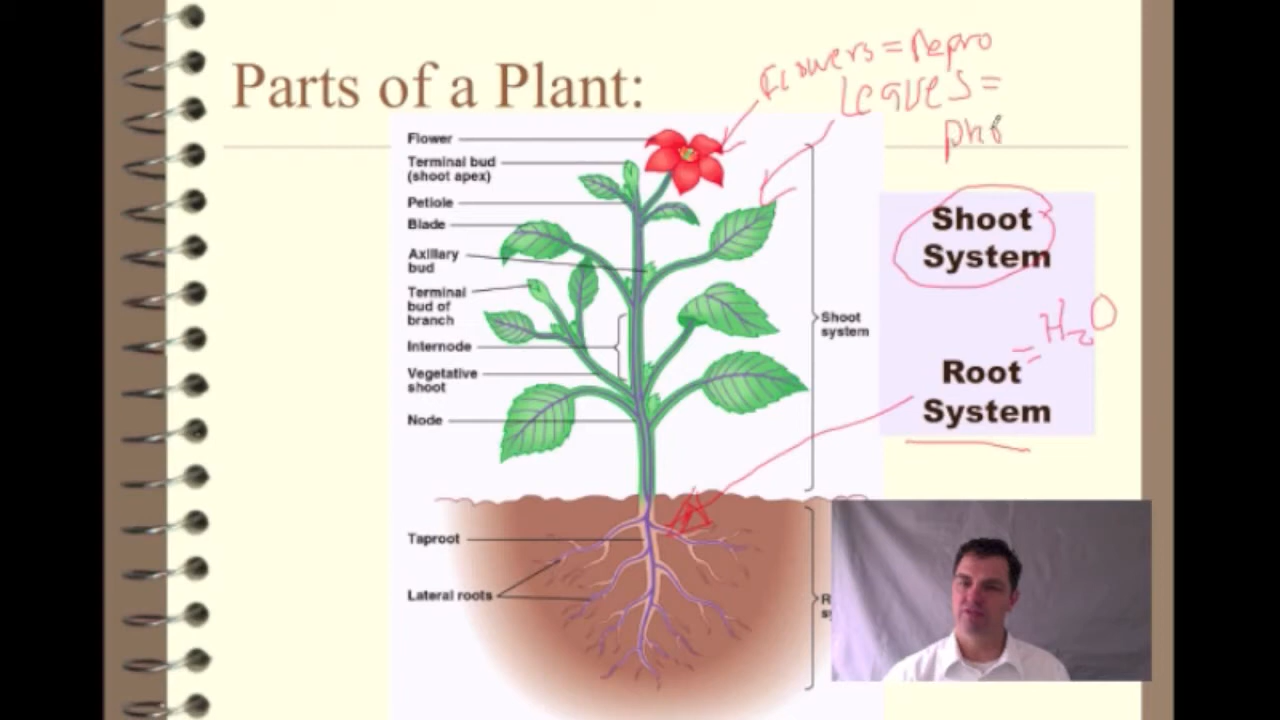 Parts of a Plant:
Flowers = Repro
Leaves =
pho
Flower
Terminal bud
(shoot apex)
Petiole
Blade
Axillary
bud
Terminal
bud of
branch
Internode
Vegetative
shoot
Node
Taproot
Lateral roots
Shoot
system
R
sy
Shoot
System
= H2O
Root
System